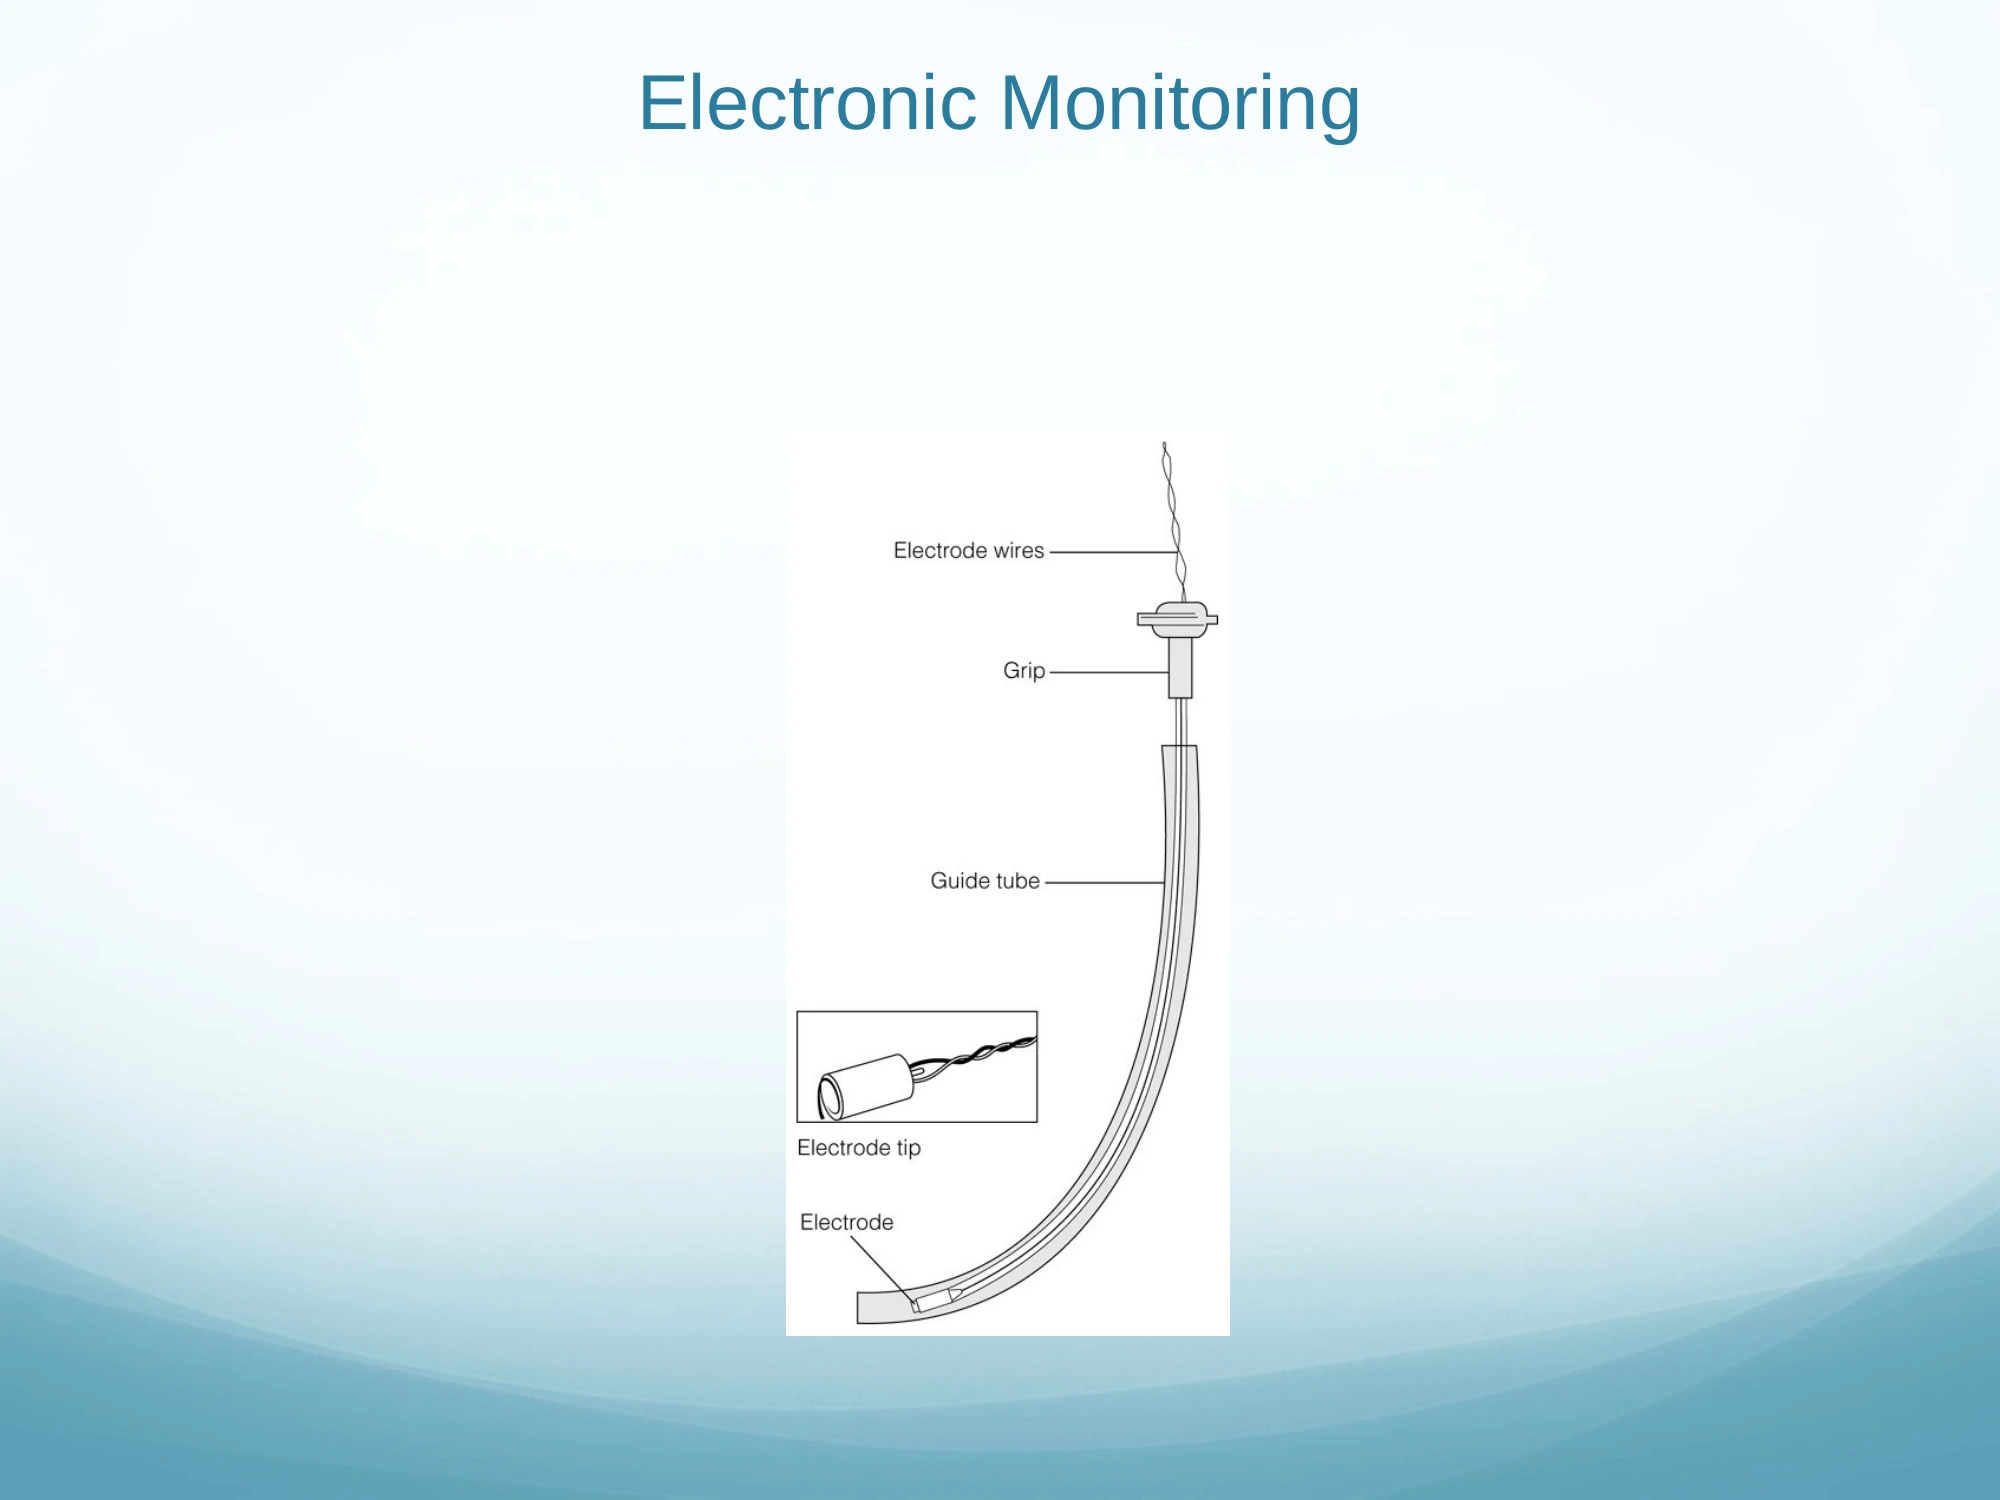 Electronic Monitoring
Electrode wires
Grip
Guide tube
Electrode tip
Electrode